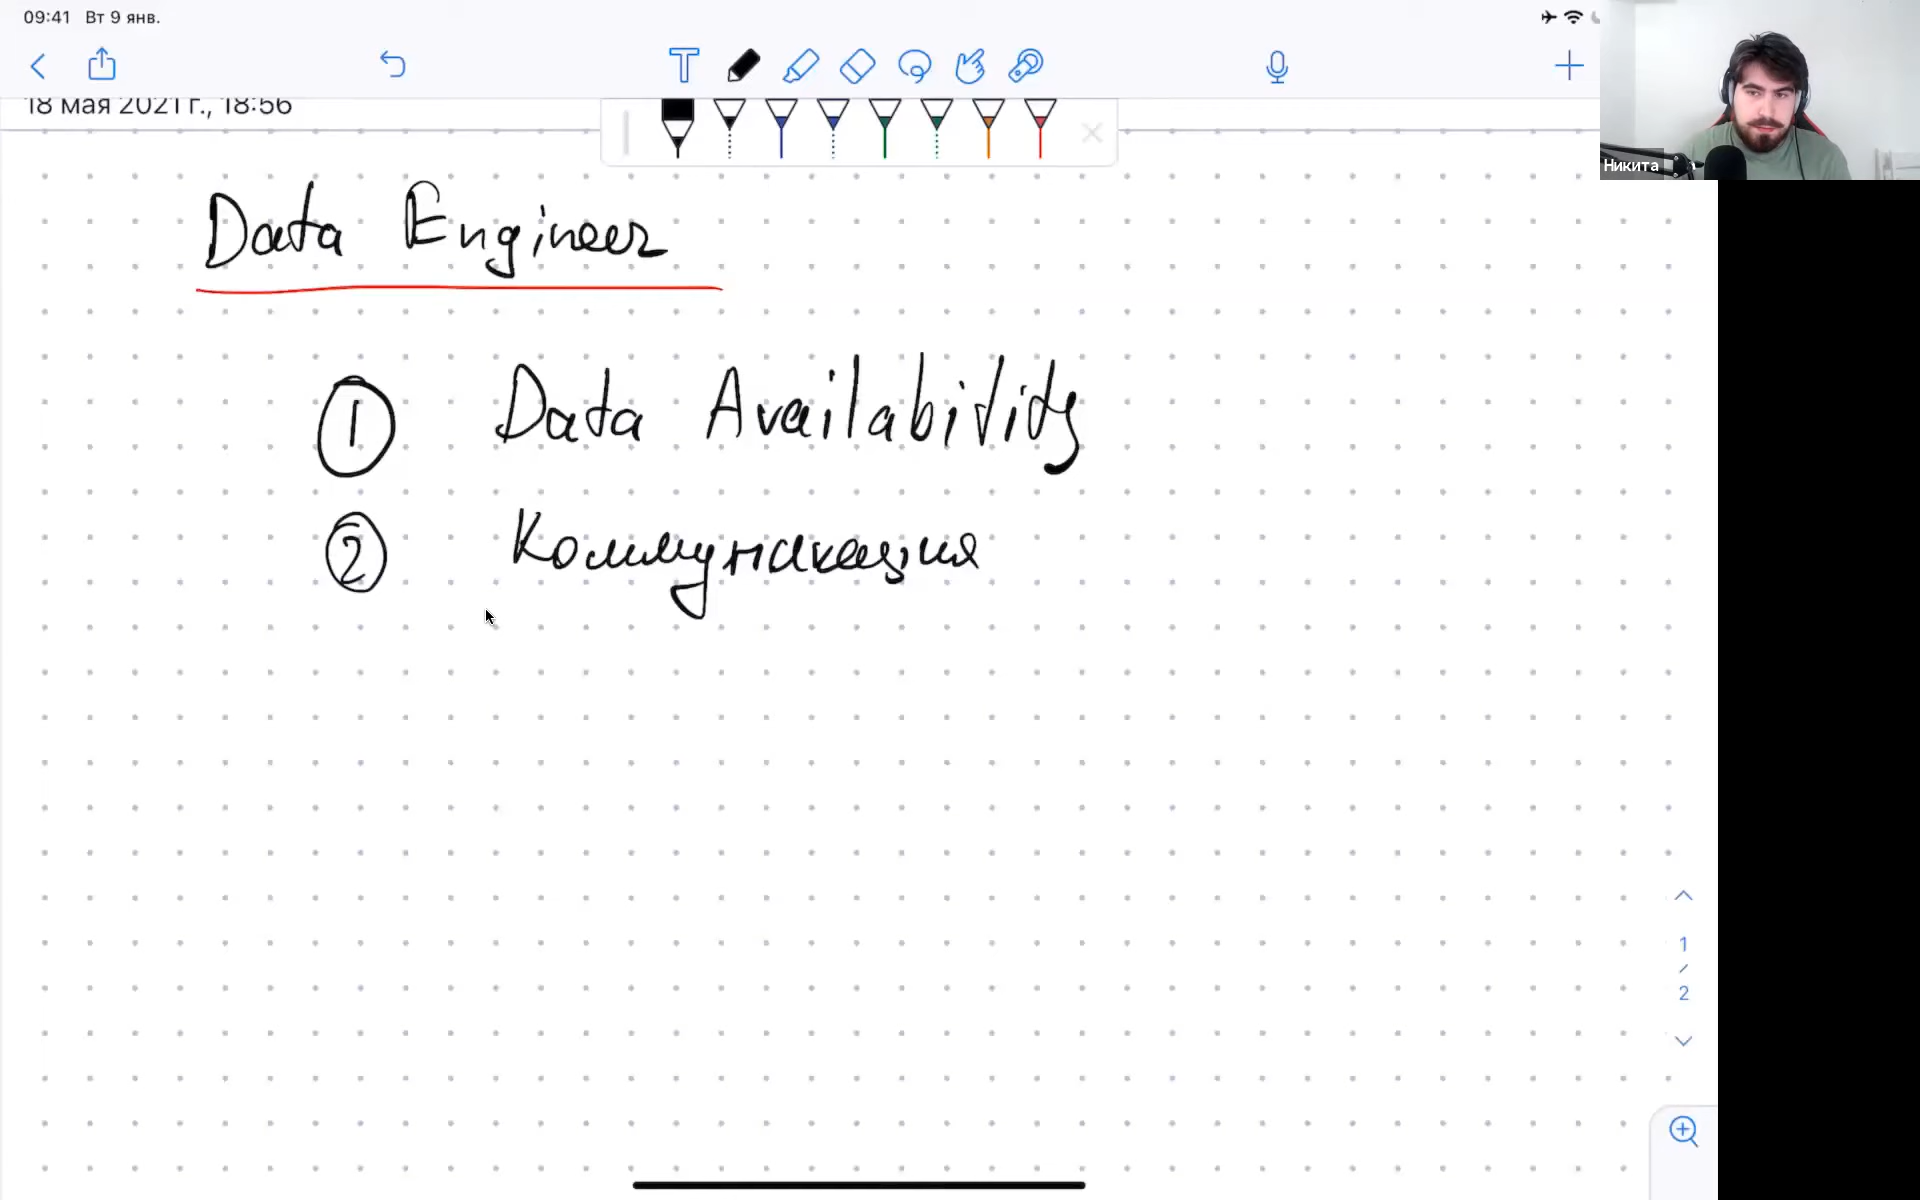 09:41 Вт 9 янв.
18 мая 2021 г., 18:56
Никита
Data Engineer
1 Data Availability
2 Коммуникация
1
/
2